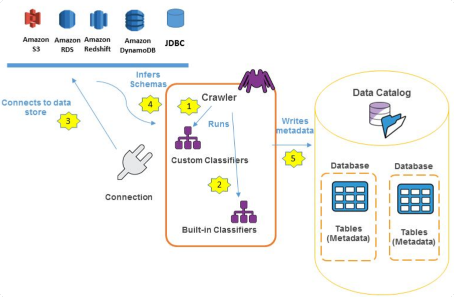 Amazon S3
Amazon RDS
Amazon Redshift
Amazon DynamoDB
JDBC
Infers Schemas
Connects to data store
3
4
1
Crawler
Runs
Custom Classifiers
2
Built-in Classifiers
Connection
Writes metadata
5
Data Catalog
Database
Tables (Metadata)
Database
Tables (Metadata)